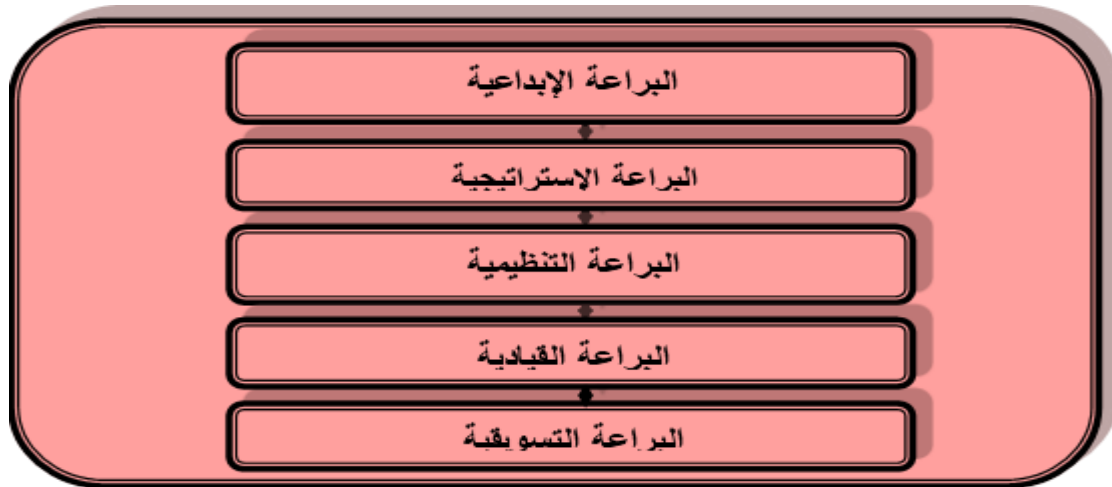 البراعة الإبداعية
البراعة الاستراتيجية
البراعة التنظيمية
البراعة القيادية
البراعة التسويقية